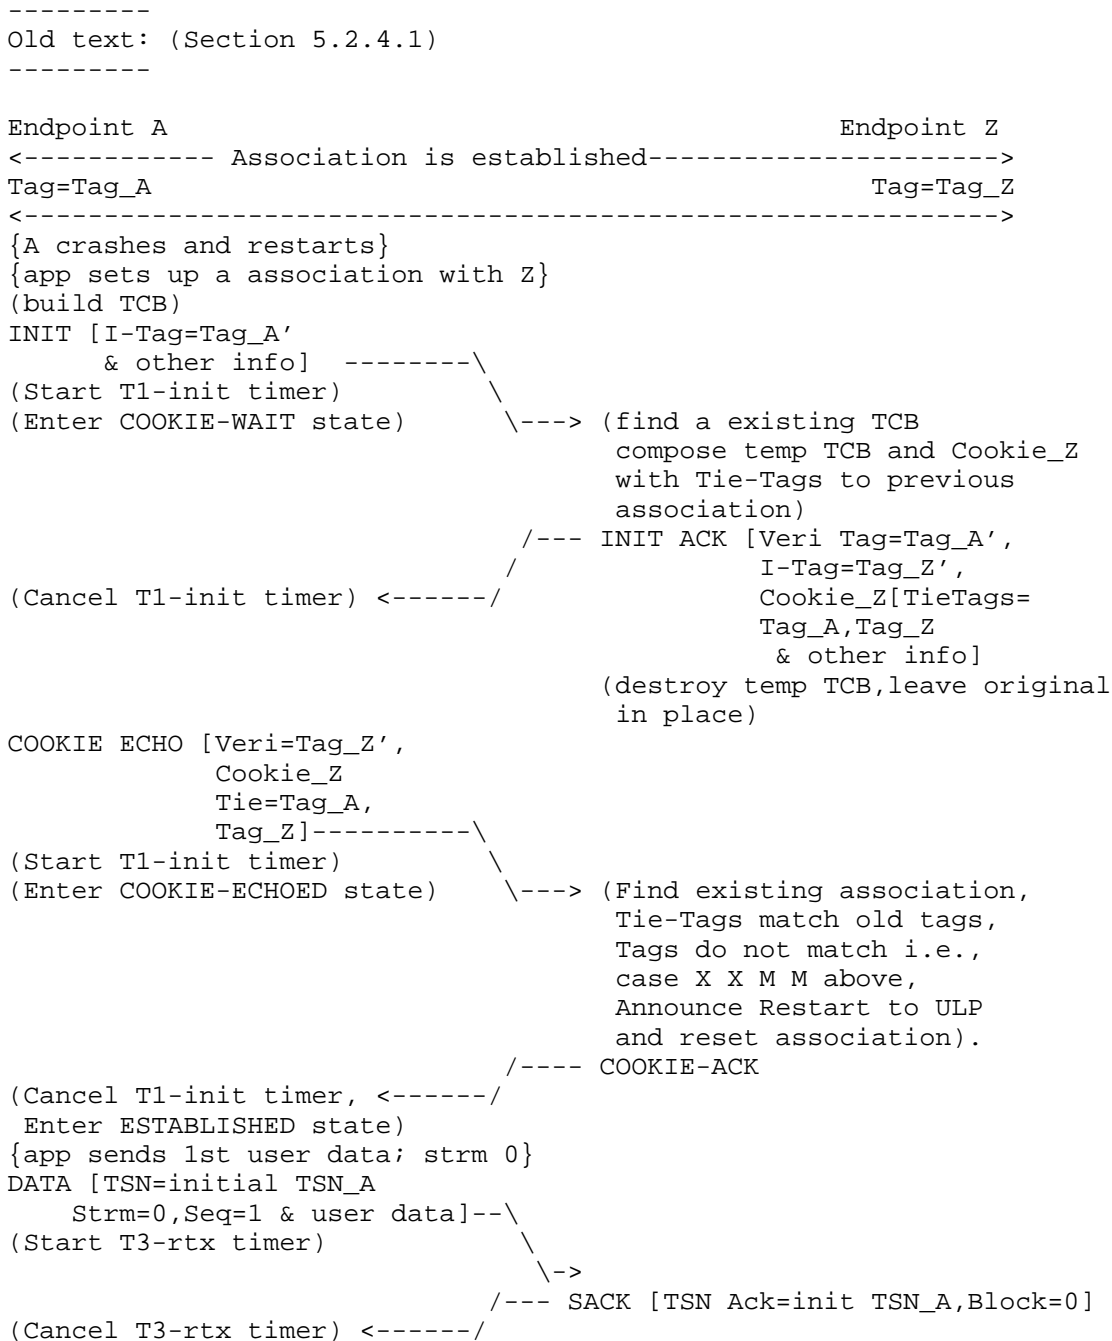 ---------
Old text: (Section 5.2.4.1)
---------
Endpoint A                                          Endpoint Z
<------------ Association is established---------------------->
Tag=Tag_A                                             Tag=Tag_Z
<------------------------------------------------------------->
{A crashes and restarts}
{app sets up a association with Z}
(build TCB)
INIT [I-Tag=Tag_A'
      & other info]  --------\
(Start T1-init timer)         \
(Enter COOKIE-WAIT state)      \---> (find a existing TCB
                                      compose temp TCB and Cookie_Z
                                      with Tie-Tags to previous
                                      association)
                                /--- INIT ACK [Veri Tag=Tag_A',
                               /               I-Tag=Tag_Z',
(Cancel T1-init timer) <------/                Cookie_Z[TieTags=
                                               Tag_A,Tag_Z
                                                & other info]
                                     (destroy temp TCB,leave original
                                      in place)
COOKIE ECHO [Veri=Tag_Z',
             Cookie_Z
             Tie=Tag_A,
             Tag_Z]----------\
(Start T1-init timer)         \
(Enter COOKIE-ECHOED state)    \---> (Find existing association,
                                      Tie-Tags match old tags,
                                      Tags do not match i.e.,
                                      case X X M M above,
                                      Announce Restart to ULP
                                      and reset association).
                               /---- COOKIE-ACK
(Cancel T1-init timer, <------/
 Enter ESTABLISHED state)
{app sends 1st user data; strm 0}
DATA [TSN=initial TSN_A
    Strm=0,Seq=1 & user data]--\
(Start T3-rtx timer)            \
                                 \->
                              /--- SACK [TSN Ack=init TSN_A,Block=0]
(Cancel T3-rtx timer) <------/